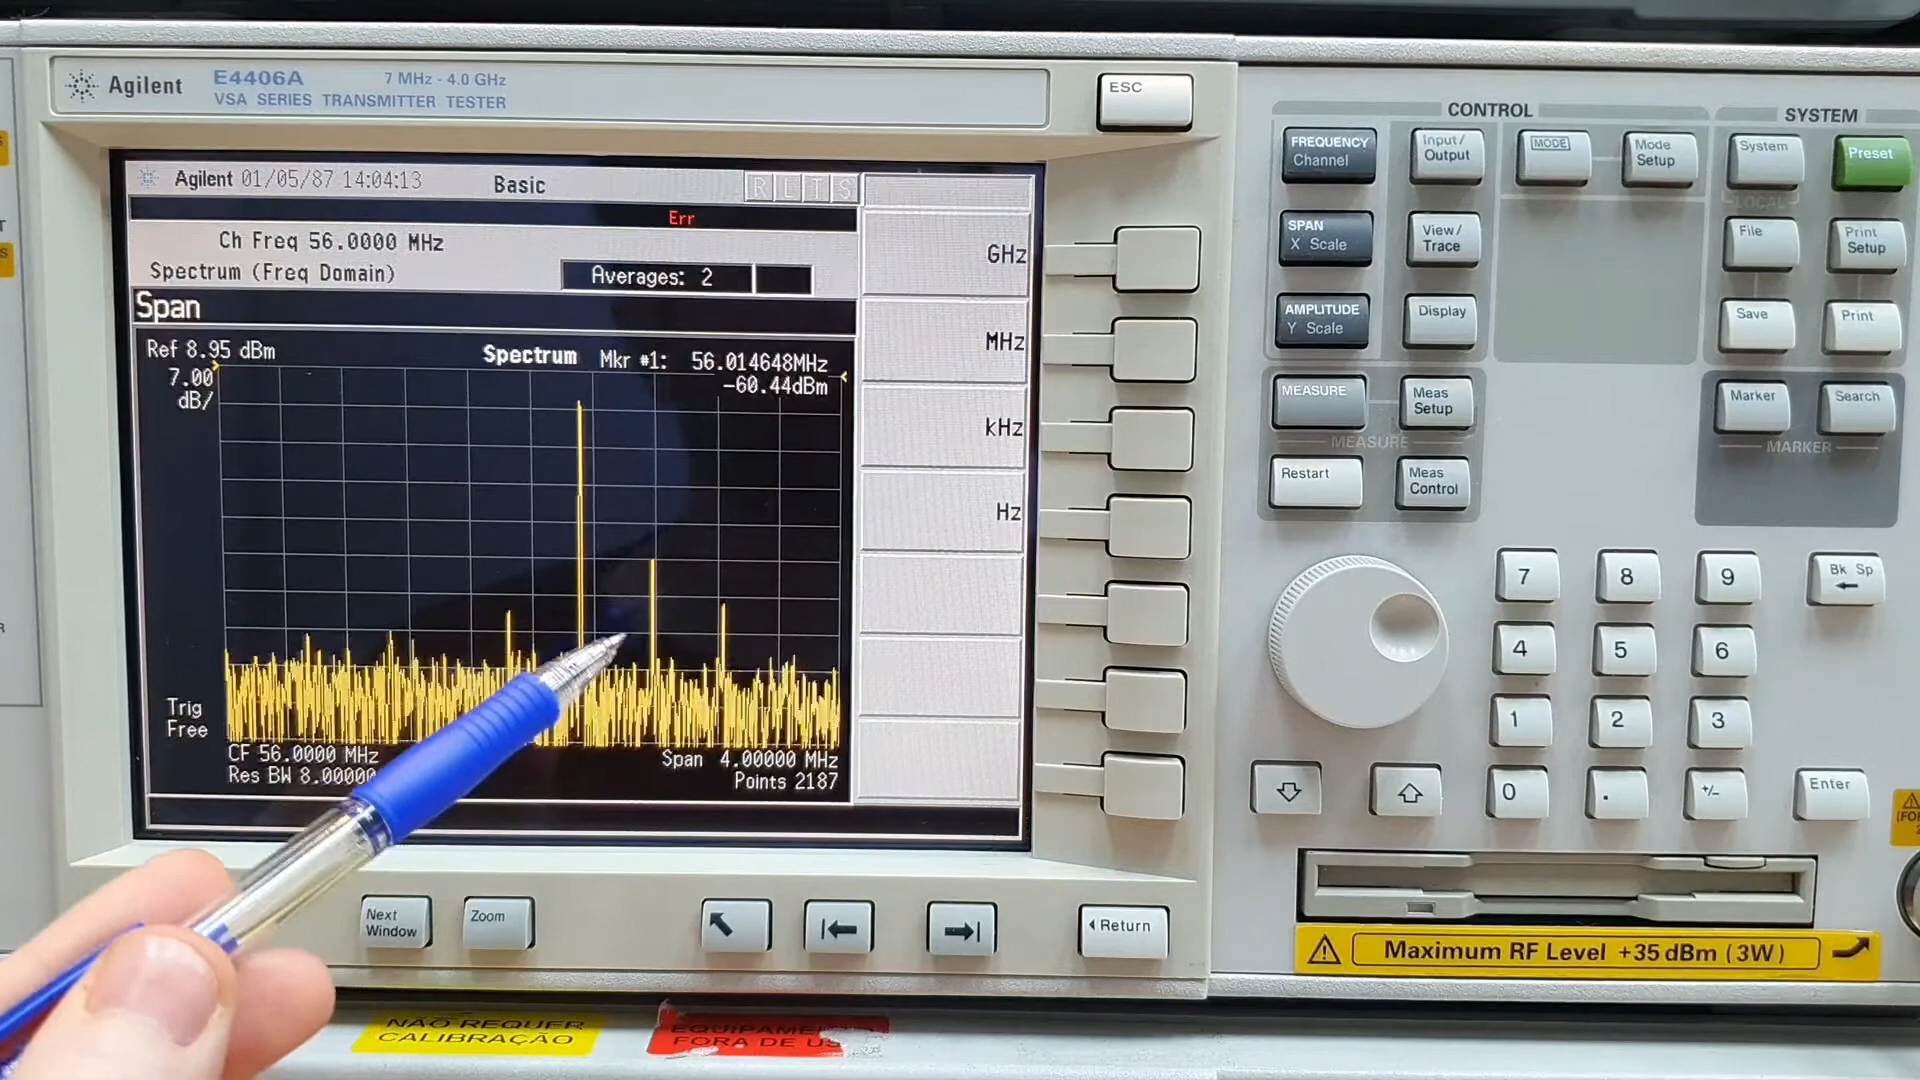 Agilent
E4406A 7 MHz - 4.0 GHz
VSA SERIES TRANSMITTER TESTER
ESC
Agilent 01/05/87 14:04:13 Basic R L T S
Err
Ch Freq 56.0000 MHz
Spectrum (Freq Domain) Averages: 2
Span
Ref 8.95 dBm Spectrum Mkr #1: 56.014648MHz
7.00 -60.44dBm
dB/
Trig
Free
CF 56.0000 MHz Span 4.00000 MHz
Res BW 8.00000 Points 2187
GHz
MHz
kHz
Hz
Next
Window
Zoom
Return
CONTROL
SYSTEM
FREQUENCY
Channel
Input/
Output
MODE
Mode
Setup
System
Preset
LOCAL
SPAN
X Scale
View/
Trace
File
Print
Setup
AMPLITUDE
Y Scale
Display
Save
Print
MEASURE
Meas
Setup
Marker
Search
MEASURE
MARKER
Restart
Meas
Control
7 8 9 Bk Sp
4 5 6
1 2 3
0 . +/- Enter
Maximum RF Level +35 dBm (3W)
NÃO REQUER
CALIBRAÇÃO
FORA DE US